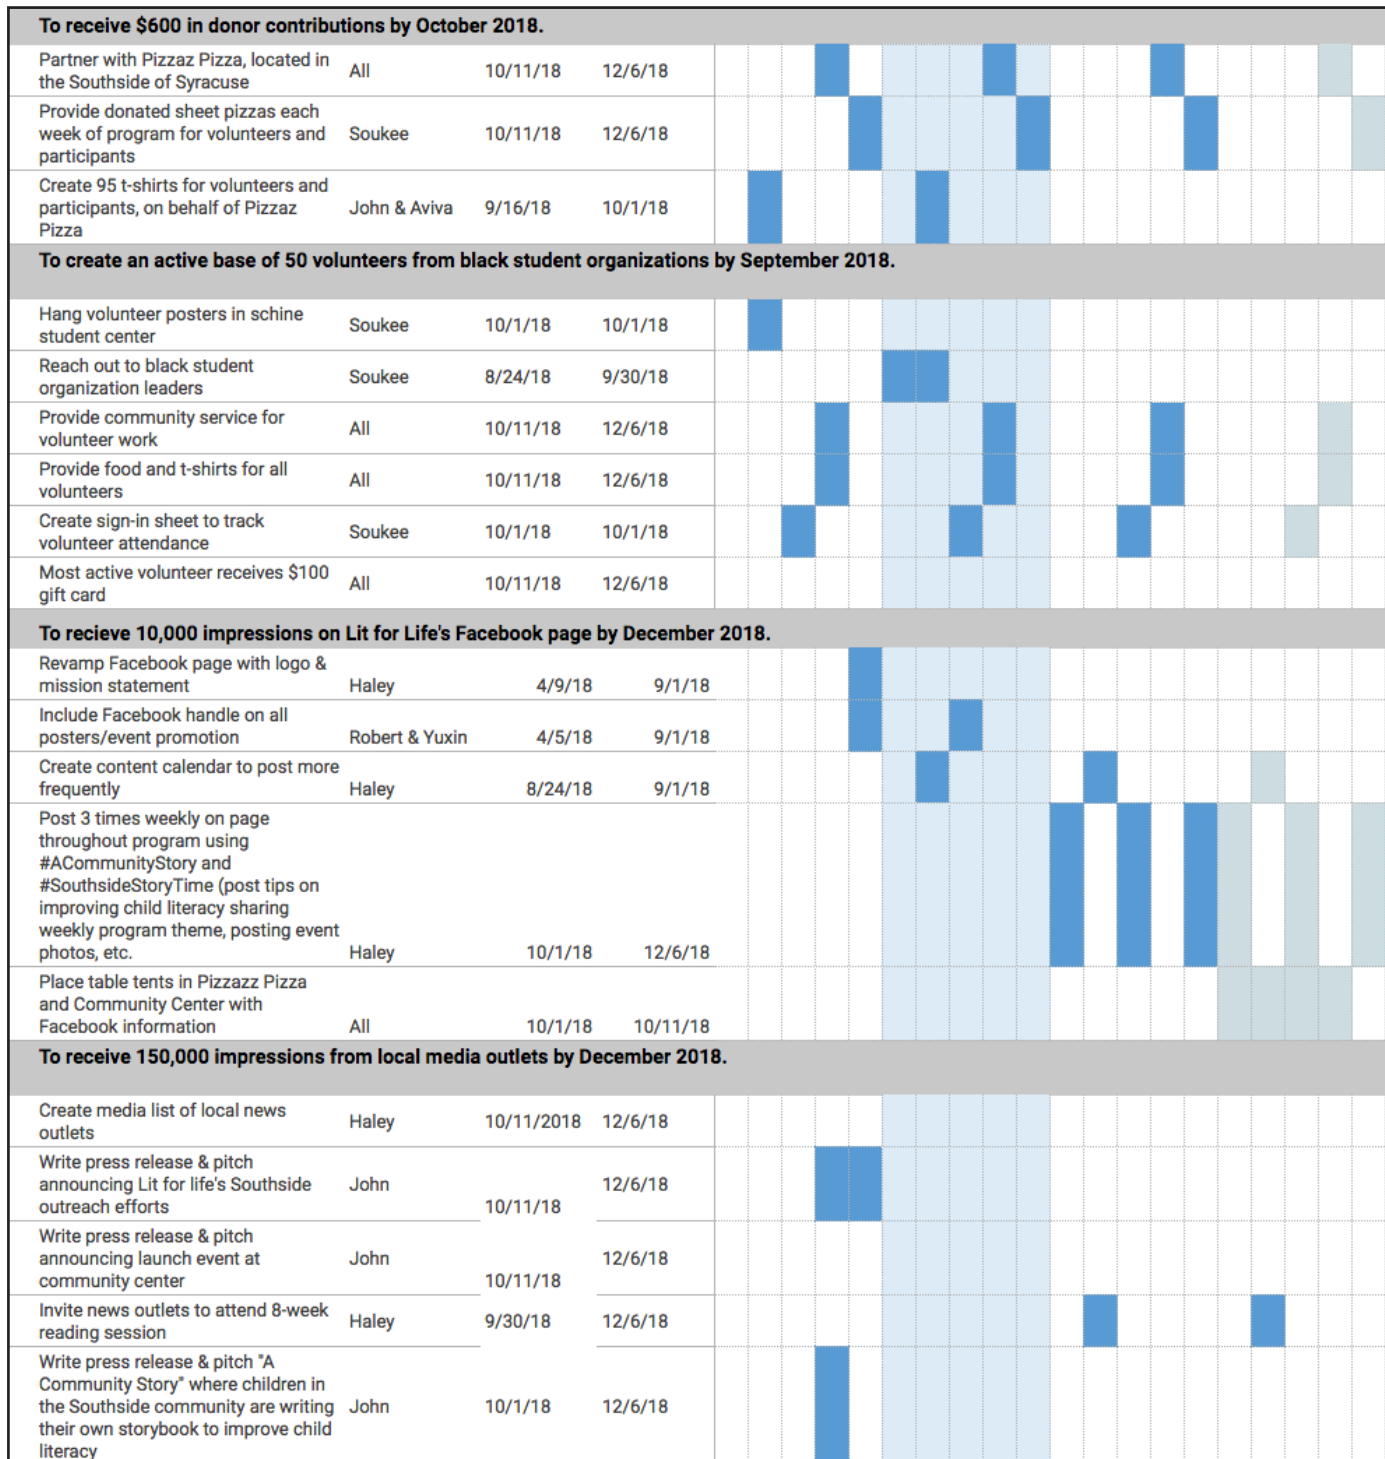 To receive $600 in donor contributions by October 2018.
Partner with Pizzaz Pizza, located in
the Southside of Syracuse
All 10/11/18 12/6/18
Provide donated sheet pizzas each
week of program for volunteers and
participants
Soukee 10/11/18 12/6/18
Create 95 t-shirts for volunteers and
participants, on behalf of Pizzaz
Pizza
John & Aviva 9/16/18 10/1/18
To create an active base of 50 volunteers from black student organizations by September 2018.
Hang volunteer posters in schine
student center
Soukee 10/1/18 10/1/18
Reach out to black student
organization leaders
Soukee 8/24/18 9/30/18
Provide community service for
volunteer work
All 10/11/18 12/6/18
Provide food and t-shirts for all
volunteers
All 10/11/18 12/6/18
Create sign-in sheet to track
volunteer attendance
Soukee 10/1/18 10/1/18
Most active volunteer receives $100
gift card
All 10/11/18 12/6/18
To recieve 10,000 impressions on Lit for Life's Facebook page by December 2018.
Revamp Facebook page with logo &
mission statement
Haley 4/9/18 9/1/18
Include Facebook handle on all
posters/event promotion
Robert & Yuxin 4/5/18 9/1/18
Create content calendar to post more
frequently
Haley 8/24/18 9/1/18
Post 3 times weekly on page
throughout program using
#ACommunityStory and
#SouthsideStoryTime (post tips on
improving child literacy sharing
weekly program theme, posting event
photos, etc.
Haley 10/1/18 12/6/18
Place table tents in Pizzazz Pizza
and Community Center with
Facebook information
All 10/1/18 10/11/18
To receive 150,000 impressions from local media outlets by December 2018.
Create media list of local news
outlets
Haley 10/11/2018 12/6/18
Write press release & pitch
announcing Lit for life's Southside
outreach efforts
John 10/11/18 12/6/18
Write press release & pitch
announcing launch event at
community center
John 10/11/18 12/6/18
Invite news outlets to attend 8-week
reading session
Haley 9/30/18 12/6/18
Write press release & pitch "A
Community Story" where children in
the Southside community are writing
their own storybook to improve child
literacy
John 10/1/18 12/6/18